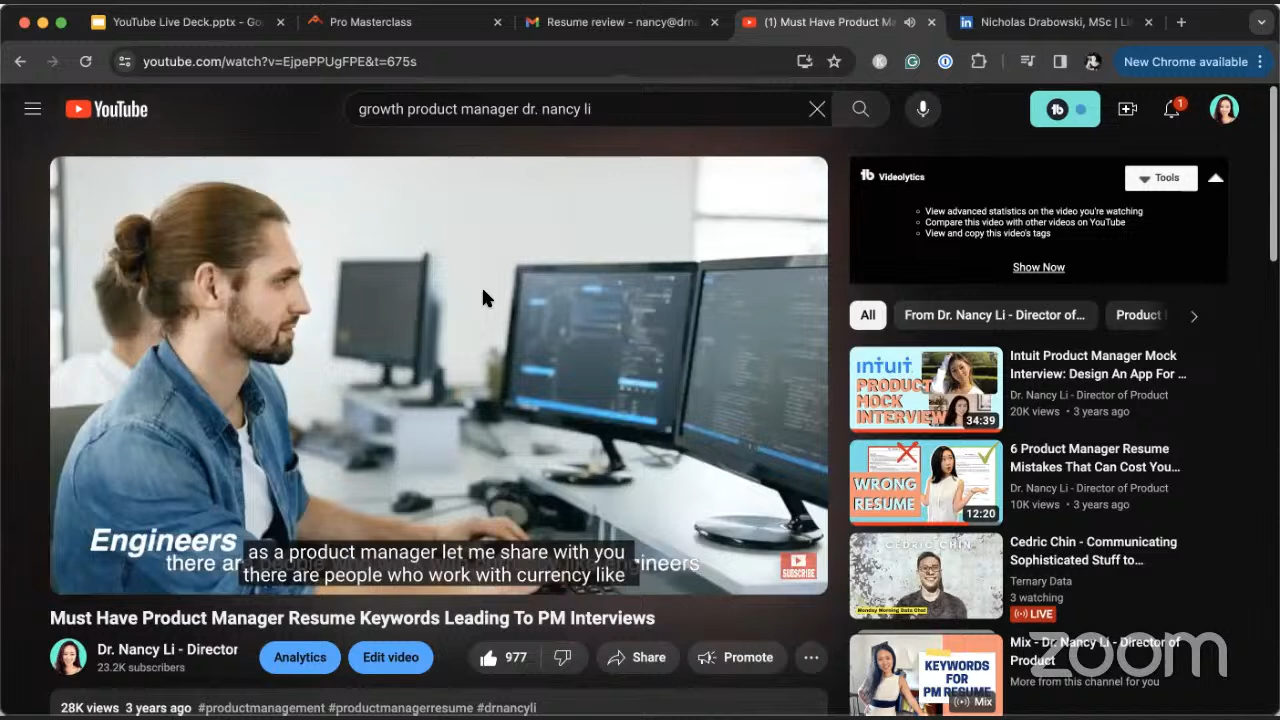 YouTube Live Deck.pptx - Go
Pro Masterclass
Resume review - nancy@drna
(1) Must Have Product Ma
Nicholas Drabowski, MSc | Li
youtube.com/watch?v=EjpePPUgFPE&t=675s
New Chrome available
YouTube
growth product manager dr. nancy li
1
Videolytics
Tools
View advanced statistics on the video you're watching
Compare this video with other videos on YouTube
View and copy this video's tags
Show Now
All
From Dr. Nancy Li - Director of...
Product
intuit
PRODUCT
MOCK
INTERVIEW
34:39
Intuit Product Manager Mock
Interview: Design An App For ...
Dr. Nancy Li - Director of Product
20K views • 3 years ago
WRONG
RESUME
12:20
6 Product Manager Resume
Mistakes That Can Cost You...
Dr. Nancy Li - Director of Product
10K views • 3 years ago
CEDRIC CHIN
Monday Morning Data Chat
Cedric Chin - Communicating
Sophisticated Stuff to...
Ternary Data
3 watching
LIVE
KEYWORDS
FOR
PM RESUME
Mix
Mix - Dr. Nancy Li - Director of
Product
More from this channel for you
zoom
Engineers
as a product manager let me share with you
there are people who work with currency like
SUBSCRIBE
Must Have Product Manager Resume Keywords Leading To PM Interviews
Dr. Nancy Li - Director
23.2K subscribers
Analytics
Edit video
977
Share
Promote
28K views 3 years ago #productmanagement #productmanagerresume #drnancyli